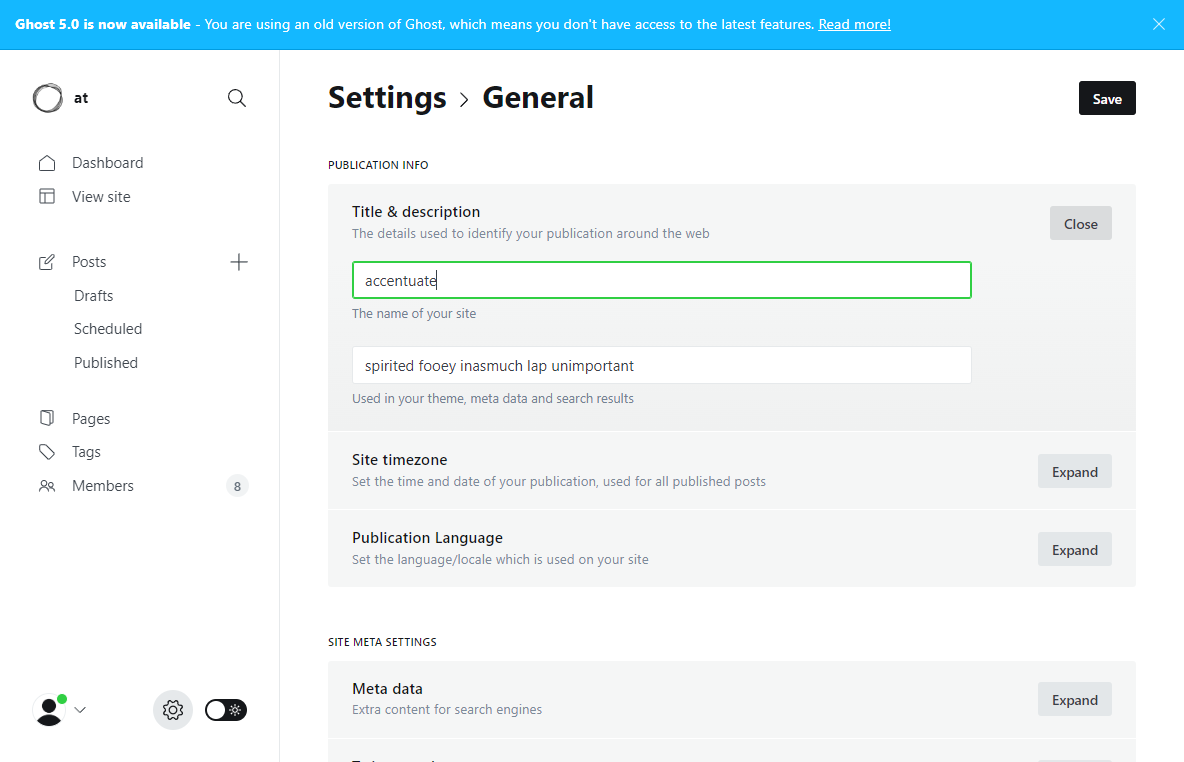 Ghost 5.0 is now available - You are using an old version of Ghost, which means you don't have access to the latest features. Read more!
at
Dashboard
View site
Posts
Drafts
Scheduled
Published
Pages
Tags
Members 8
Settings > General
Save
PUBLICATION INFO
Title & description
The details used to identify your publication around the web
Close
accentuate
The name of your site
spirited fooey inasmuch lap unimportant
Used in your theme, meta data and search results
Site timezone
Set the time and date of your publication, used for all published posts
Expand
Publication Language
Set the language/locale which is used on your site
Expand
SITE META SETTINGS
Meta data
Extra content for search engines
Expand